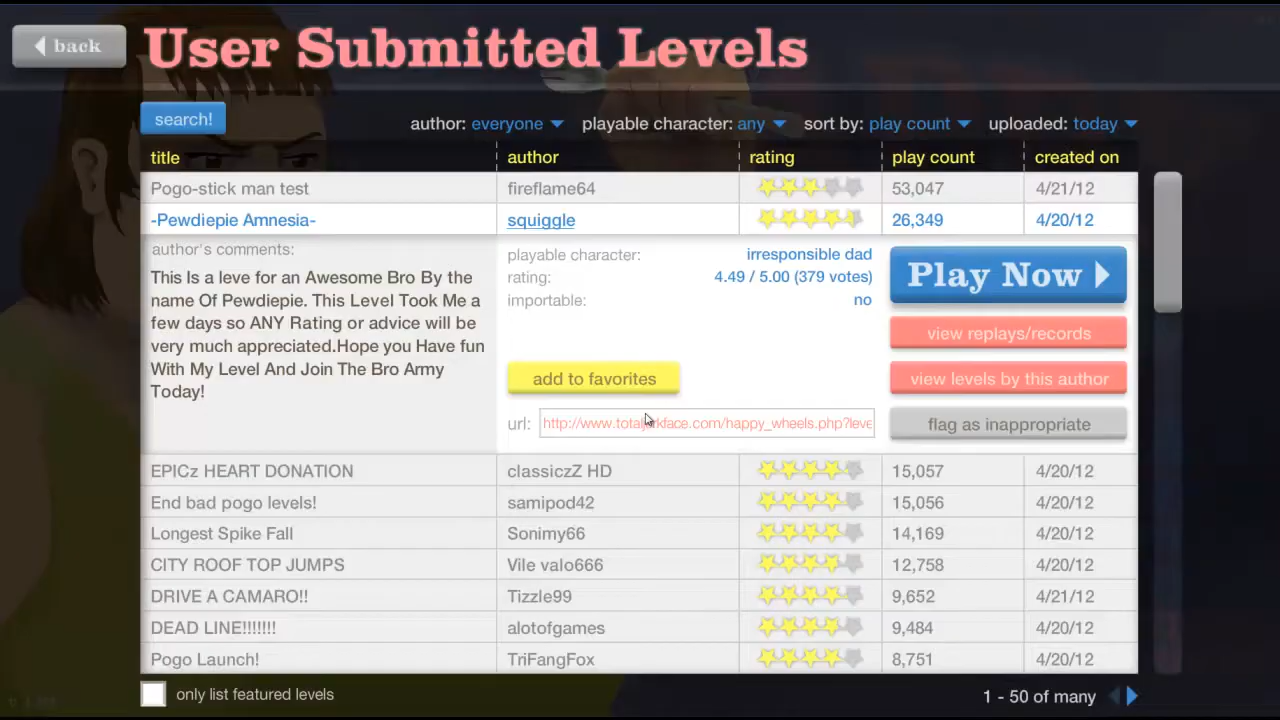 back
User Submitted Levels
search!
author: everyone
playable character: any
sort by: play count
uploaded: today
title author rating play count created on
Pogo-stick man test fireflame64 53,047 4/21/12
-Pewdiepie Amnesia- squiggle 26,349 4/20/12
author's comments:
This Is a leve for an Awesome Bro By the
name Of Pewdiepie. This Level Took Me a
few days so ANY Rating or advice will be
very much appreciated.Hope you Have fun
With My Level And Join The Bro Army
Today!
playable character: irresponsible dad
rating: 4.49 / 5.00 (379 votes)
importable: no
add to favorites
url: http://www.totaljerkface.com/happy_wheels.php?leve
Play Now
view replays/records
view levels by this author
flag as inappropriate
EPICz HEART DONATION classiczZ HD 15,057 4/20/12
End bad pogo levels! samipod42 15,056 4/20/12
Longest Spike Fall Sonimy66 14,169 4/20/12
CITY ROOF TOP JUMPS Vile valo666 12,758 4/20/12
DRIVE A CAMARO!! Tizzle99 9,652 4/21/12
DEAD LINE!!!!!!! alotofgames 9,484 4/20/12
Pogo Launch! TriFangFox 8,751 4/20/12
only list featured levels
1 - 50 of many